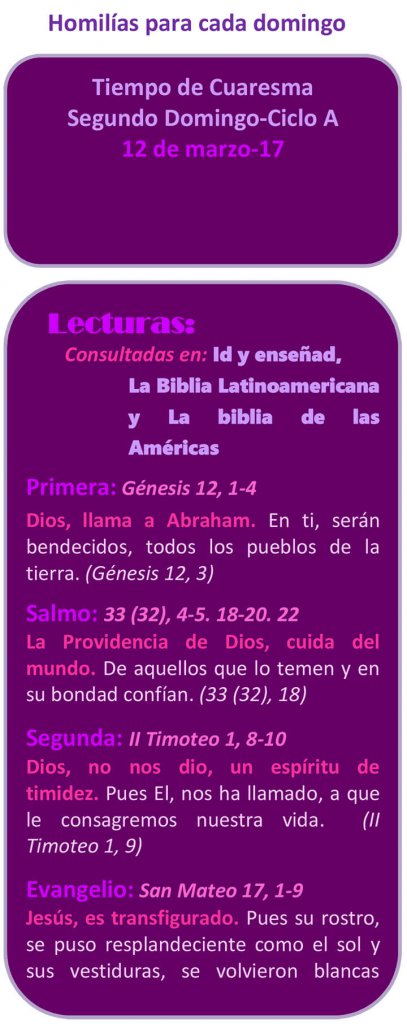 Homilías para cada domingo
Tiempo de Cuaresma
Segundo Domingo-Ciclo A
12 de marzo-17
Lecturas:
Consultadas en: Id y enseñad,
La Biblia Latinoamericana
y La biblia de las
Américas
Primera: Génesis 12, 1-4
Dios, llama a Abraham. En ti, serán
bendecidos, todos los pueblos de la
tierra. (Génesis 12, 3)
Salmo: 33 (32), 4-5. 18-20. 22
La Providencia de Dios, cuida del
mundo. De aquellos que lo temen y en
su bondad confían. (33 (32), 18)
Segunda: II Timoteo 1, 8-10
Dios, no nos dio, un espíritu de
timidez. Pues El, nos ha llamado, a que
le consagremos nuestra vida. (II
Timoteo 1, 9)
Evangelio: San Mateo 17, 1-9
Jesús, es transfigurado. Pues su rostro,
se puso resplandeciente como el sol y
sus vestiduras, se volvieron blancas